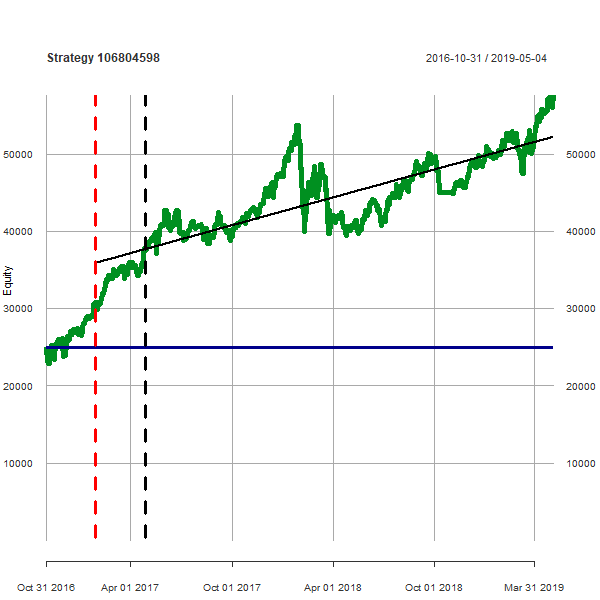 Strategy 106804598
2016-10-31 / 2019-05-04
50000
50000
40000
40000
Equity
30000
30000
20000
20000
10000
10000
Oct 31 2016
Apr 01 2017
Oct 01 2017
Apr 01 2018
Oct 01 2018
Mar 31 2019